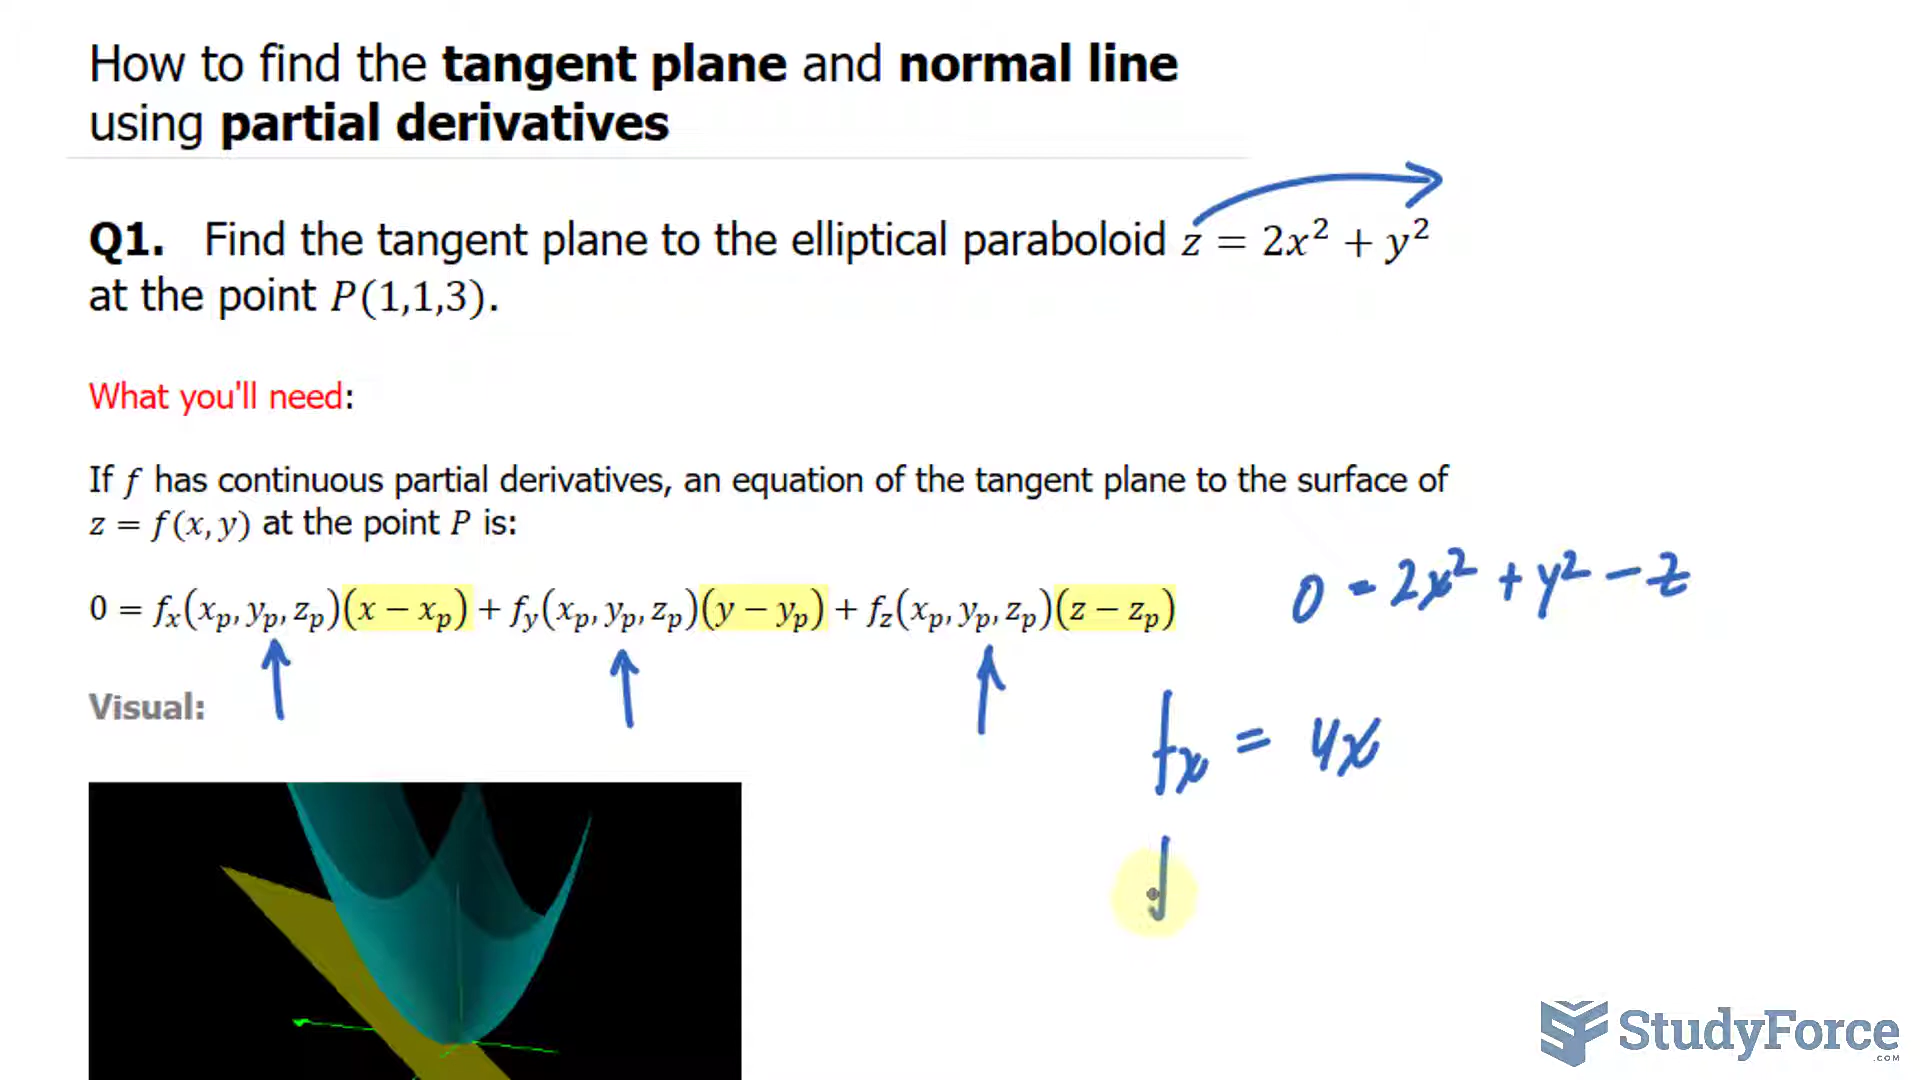 How to find the tangent plane and normal line
using partial derivatives
Q1. Find the tangent plane to the elliptical paraboloid z = 2x² + y²
at the point P(1,1,3).
What you'll need:
If f has continuous partial derivatives, an equation of the tangent plane to the surface of
z = f(x, y) at the point P is:
0 = fₓ(xₚ, yₚ, zₚ)(x − xₚ) + f_y(xₚ, yₚ, zₚ)(y − yₚ) + f_z(xₚ, yₚ, zₚ)(z − zₚ)
0 = 2x² + y² − z
Visual:
fₓ = 4x
f
StudyForce
.COM